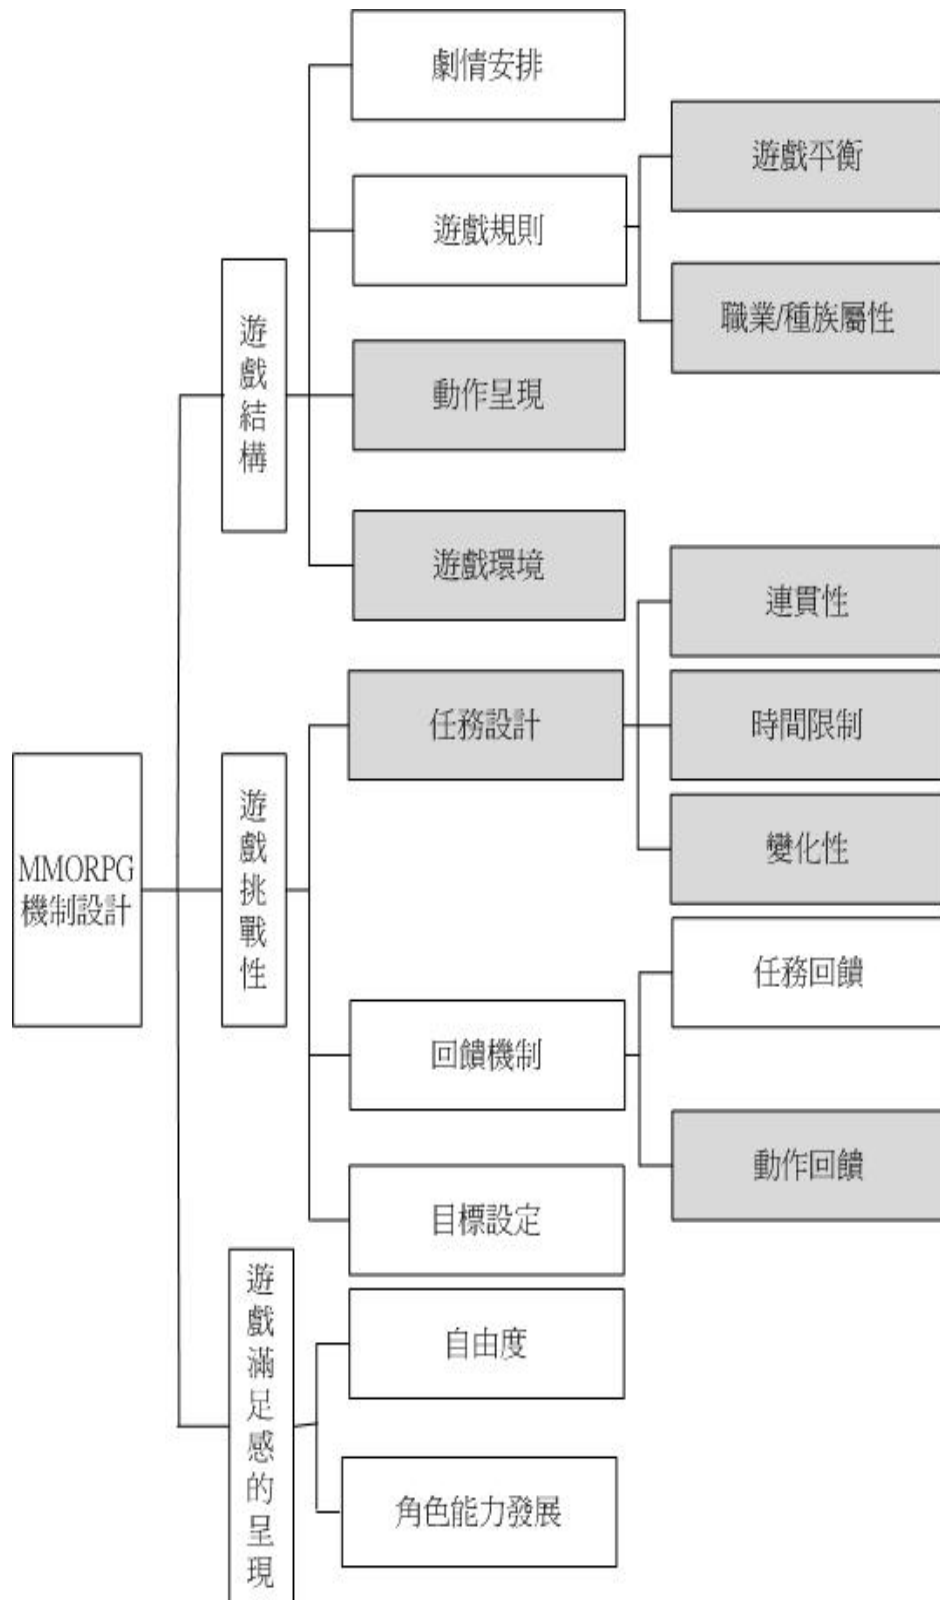 劇情安排
遊戲平衡
遊戲規則
職業/種族屬性
遊戲結構
動作呈現
遊戲環境
連貫性
任務設計
時間限制
變化性
MMORPG
機制設計
遊戲挑戰性
任務回饋
回饋機制
動作回饋
目標設定
遊戲滿足感的呈現
自由度
角色能力發展